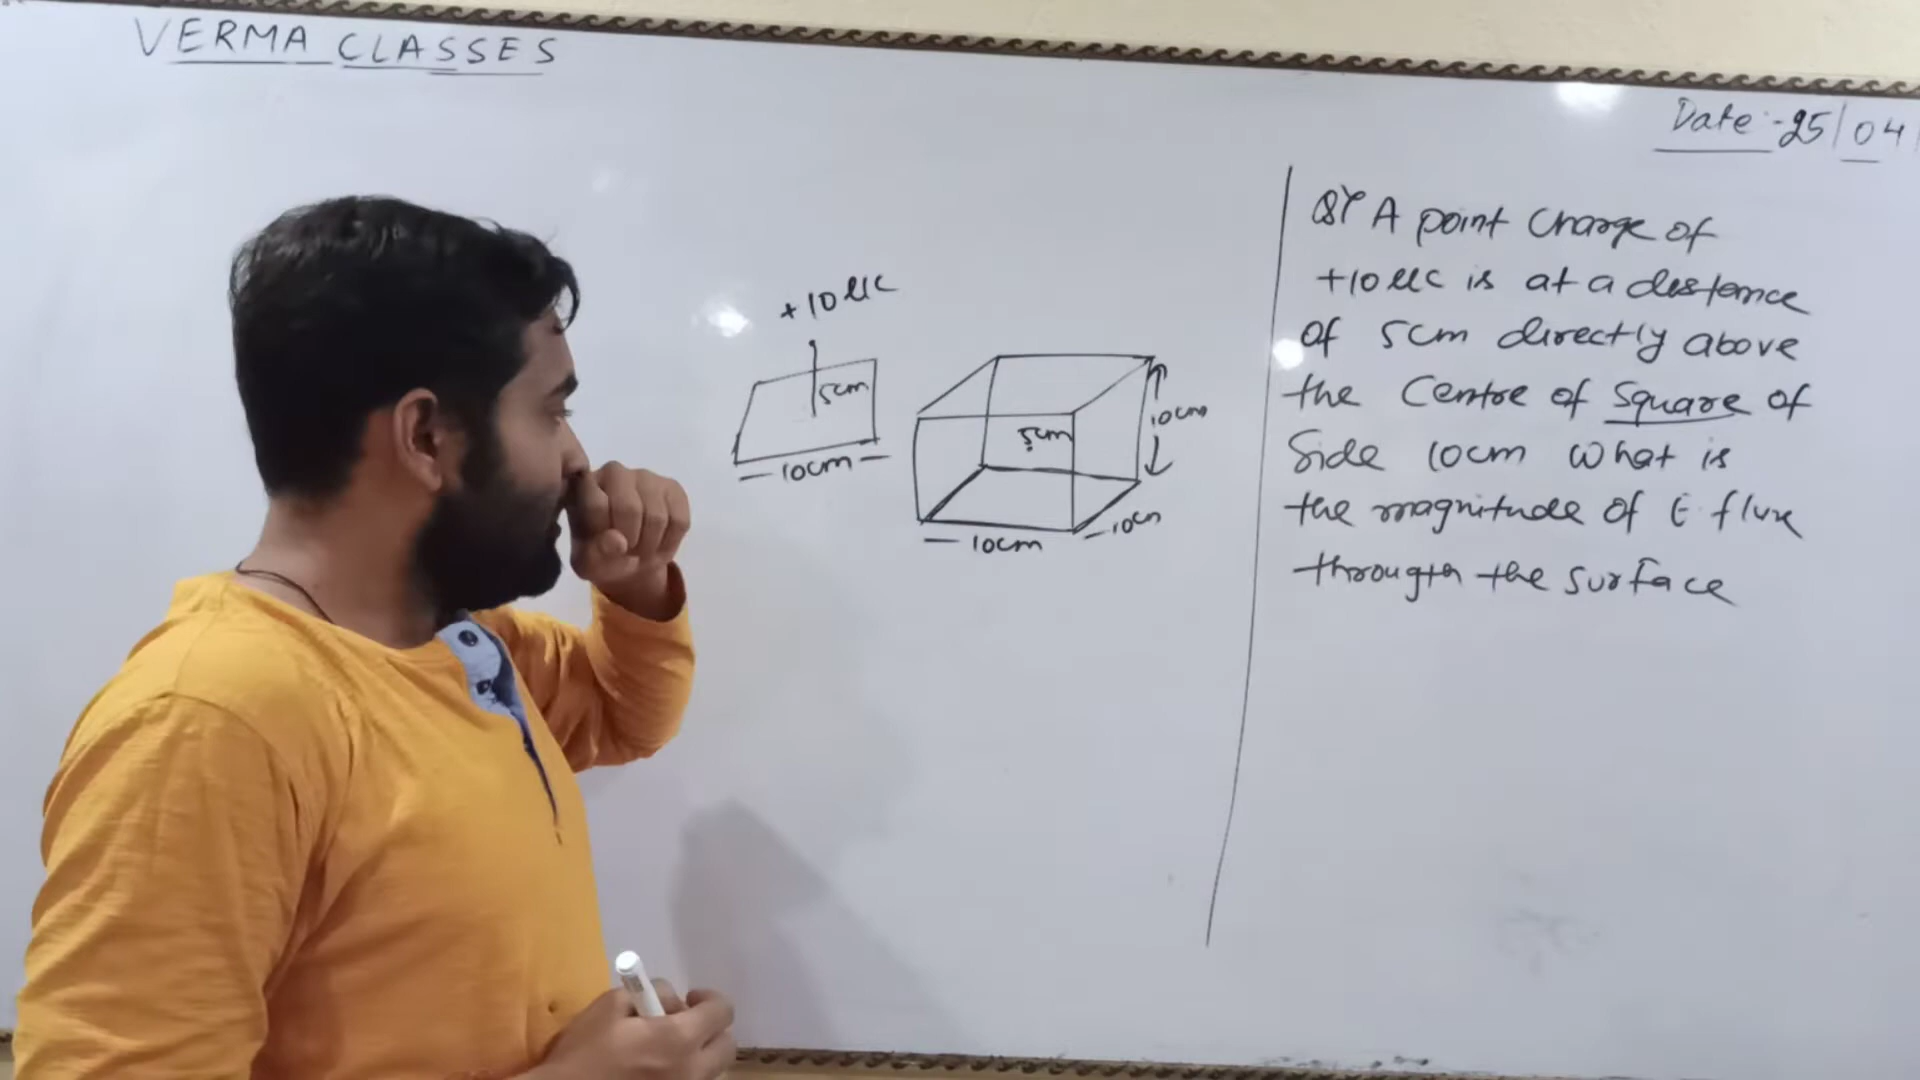 VERMA CLASSES
Date :- 25/04/
+10 μC
5cm
10cm
5cm
10cm
10cm
10cm
A point Charge of
+10 μC is at a distance
of 5cm directly above
the Centre of Square of
Side 10cm What is
the magnitude of E. flux
through the surface